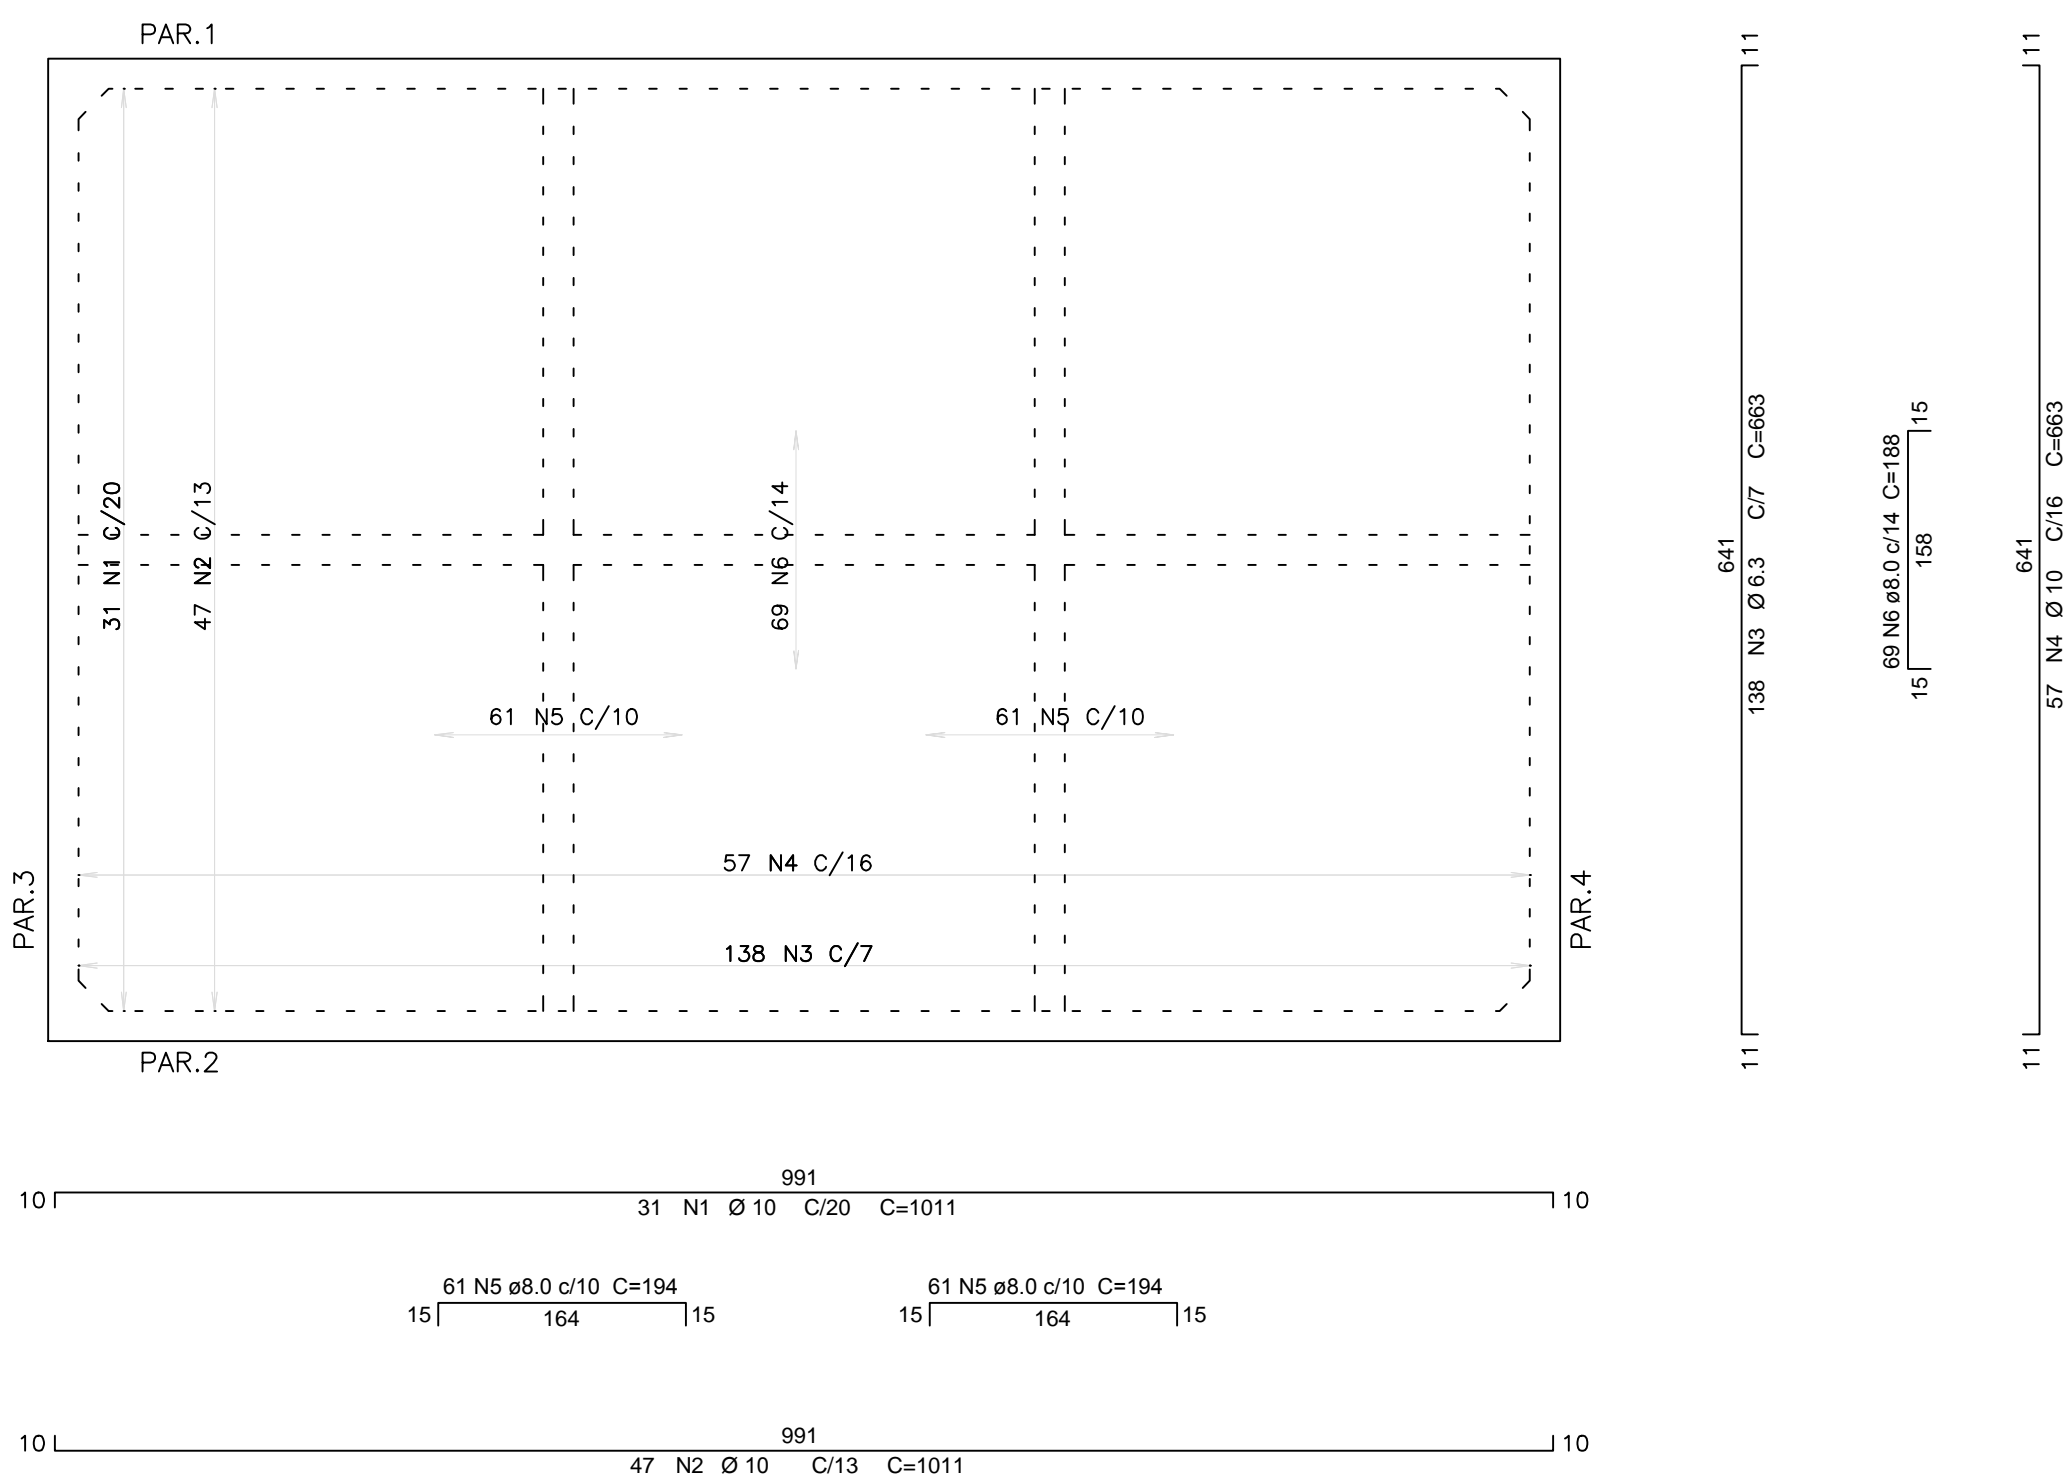 PAR.1
31 N1 C/20
47 N2 C/13
69 N6 C/14
61 N5 C/10
61 N5 C/10
57 N4 C/16
138 N3 C/7
PAR.3
PAR.4
PAR.2
11
641
138 N3 Ø 6.3 C/7 C=663
11
15
69 N6 ø8.0 c/14 C=188
158
15
11
641
57 N4 Ø 10 C/16 C=663
11
991
10
10
31 N1 Ø 10 C/20 C=1011
61 N5 ø8.0 c/10 C=194
15
164
15
61 N5 ø8.0 c/10 C=194
15
164
15
991
10
10
47 N2 Ø 10 C/13 C=1011